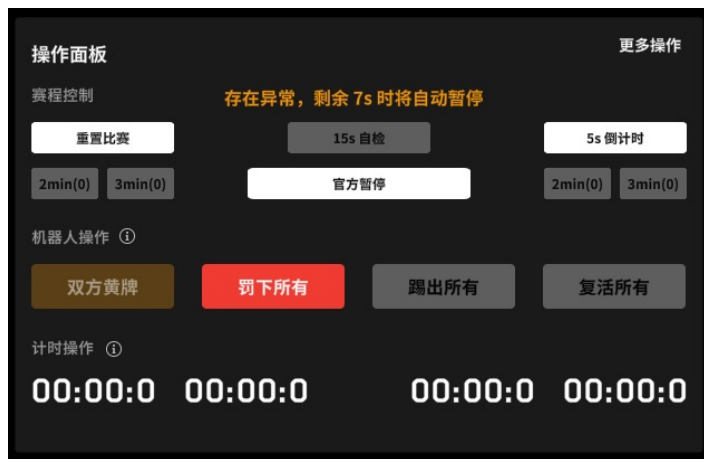 操作面板 更多操作
赛程控制 存在异常，剩余 7s 时将自动暂停
重置比赛 15s 自检 5s 倒计时
2min(0) 3min(0) 官方暂停 2min(0) 3min(0)
机器人操作
双方黄牌 罚下所有 踢出所有 复活所有
计时操作
00:00:0 00:00:0 00:00:0 00:00:0